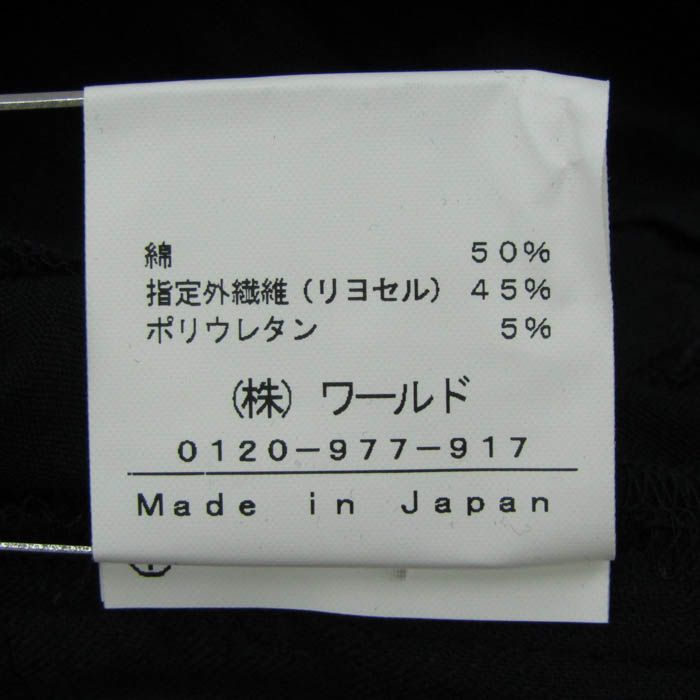 綿 50%
指定外繊維(リヨセル) 45%
ポリウレタン 5%
(株)ワールド
0120-977-917
Made in Japan